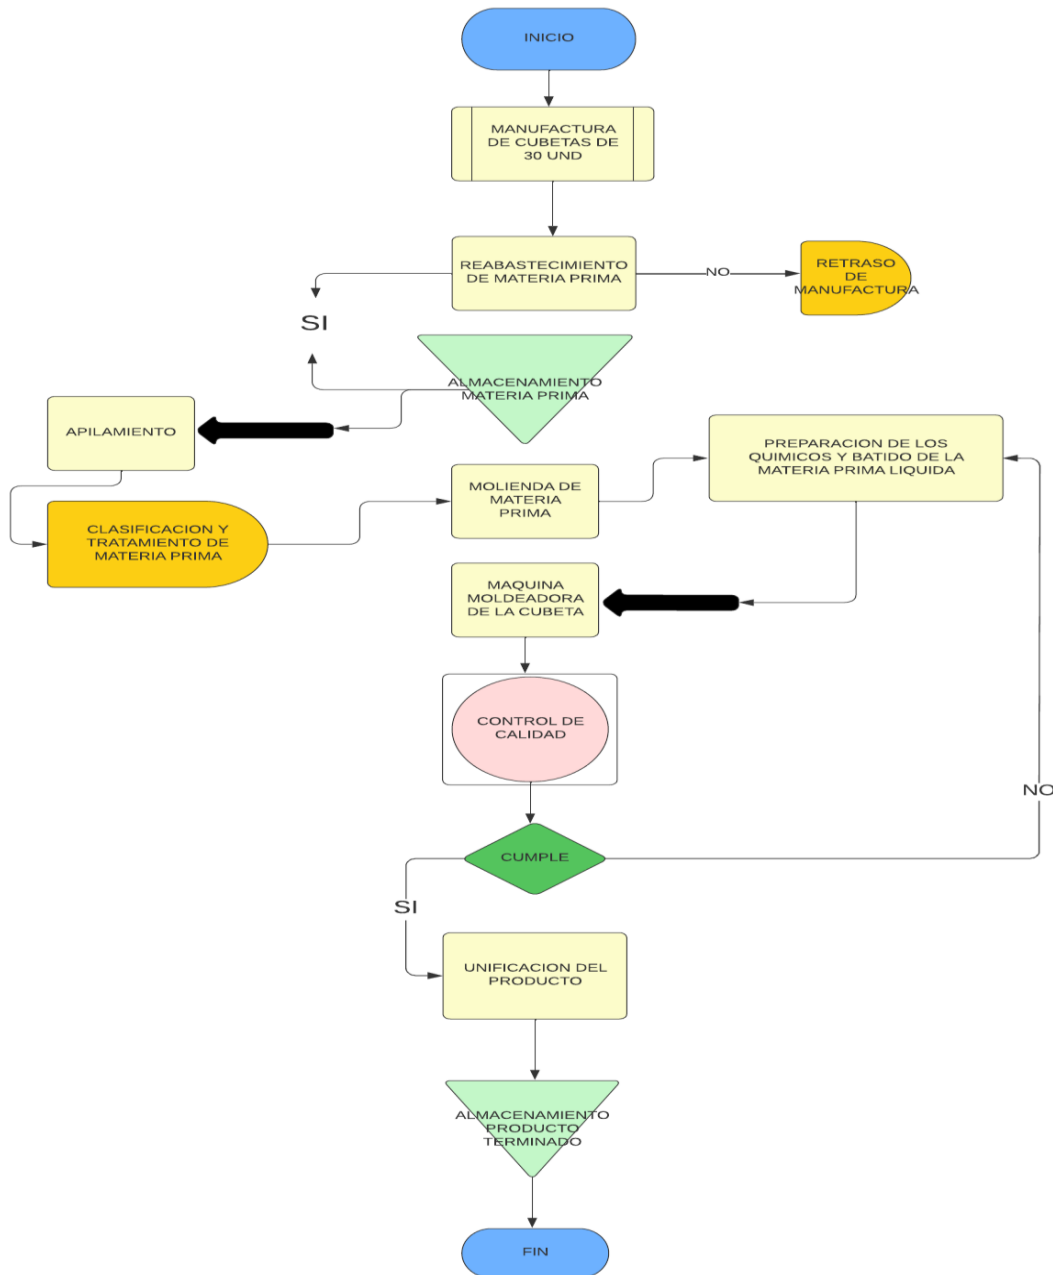 INICIO
MANUFACTURA
DE CUBETAS DE
30 UND
REABASTECIMIENTO
DE MATERIA PRIMA
NO
RETRASO
DE
MANUFACTURA
SI
ALMACENAMIENTO
MATERIA PRIMA
APILAMIENTO
PREPARACION DE LOS
QUIMICOS Y BATIDO DE LA
MATERIA PRIMA LIQUIDA
MOLIENDA DE
MATERIA
PRIMA
CLASIFICACION Y
TRATAMIENTO DE
MATERIA PRIMA
MAQUINA
MOLDEADORA
DE LA CUBETA
CONTROL DE
CALIDAD
NO
CUMPLE
SI
UNIFICACION DEL
PRODUCTO
ALMACENAMIENTO
PRODUCTO
TERMINADO
FIN